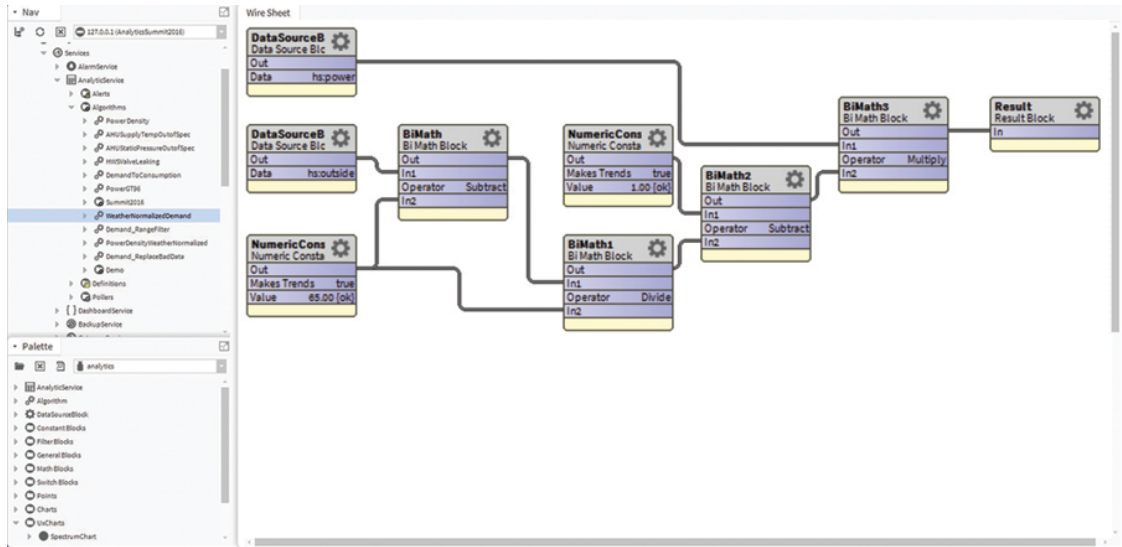 Nav
127.0.0.1 (AnalyticsSummit2016)
Services
AlarmService
AnalyticService
Alerts
Algorithms
PowerDensity
AHUSupplyTempOutofSpec
AHUStaticPressureOutofSpec
HWSValveLeaking
DemandToConsumption
PowerGT36
Summit2016
WeatherNormalizedDemand
Demand_RangeFilter
PowerDensityWeatherNormalized
Demand_ReplaceBadData
Demo
Definitions
Pollers
DashboardService
BackupService
Palette
analytics
AnalyticService
Algorithm
DataSourceBlock
Constant Blocks
Filter Blocks
General Blocks
Math Blocks
Switch Blocks
Points
Charts
UxCharts
SpectrumChart
Wire Sheet
DataSourceB
Data Source Blc
Out
Data hs:power
DataSourceB
Data Source Blc
Out
Data hs:outside
NumericCons
Numeric Consta
Out
Makes Trends true
Value 65.00 {ok}
BiMath
Bi Math Block
Out
In1
Operator Subtract
In2
NumericCons
Numeric Consta
Out
Makes Trends true
Value 1.00 {ok}
BiMath1
Bi Math Block
Out
In1
Operator Divide
In2
BiMath2
Bi Math Block
Out
In1
Operator Subtract
In2
BiMath3
Bi Math Block
Out
In1
Operator Multiply
In2
Result
Result Block
In